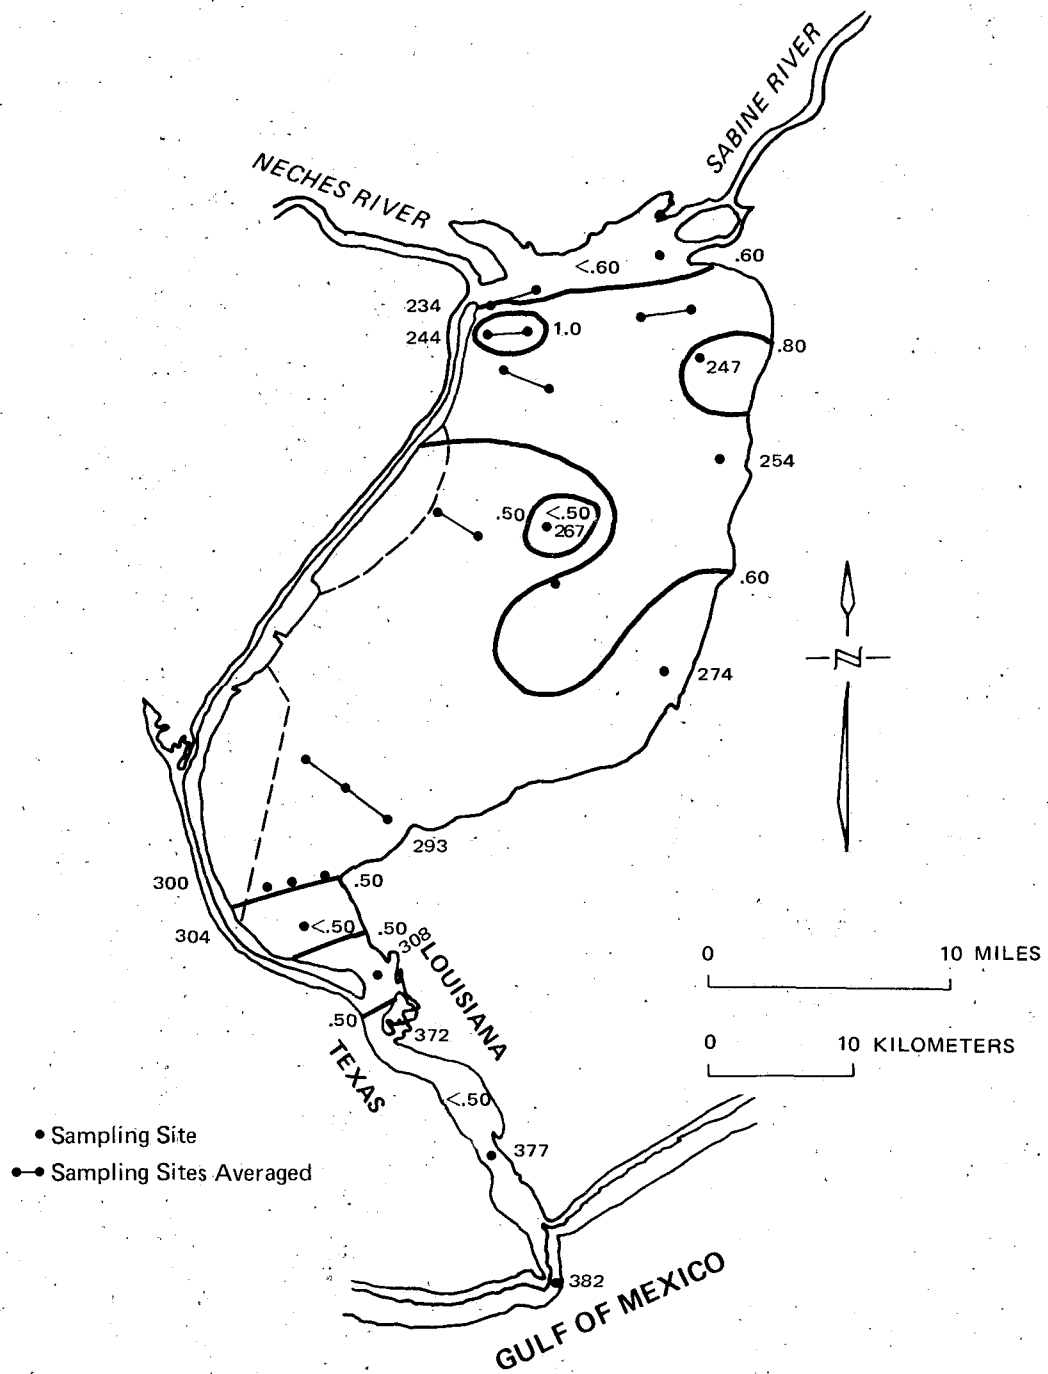 SABINE RIVER
NECHES RIVER
.60
<.60
234
244
1.0
.80
247
254
.50
<.50
267
.60
274
293
300
.50
304
<.50
.50
308
LOUISIANA
0 10 MILES
.50
372
0 10 KILOMETERS
TEXAS
<.50
Sampling Site
377
Sampling Sites Averaged
382
GULF OF MEXICO
N